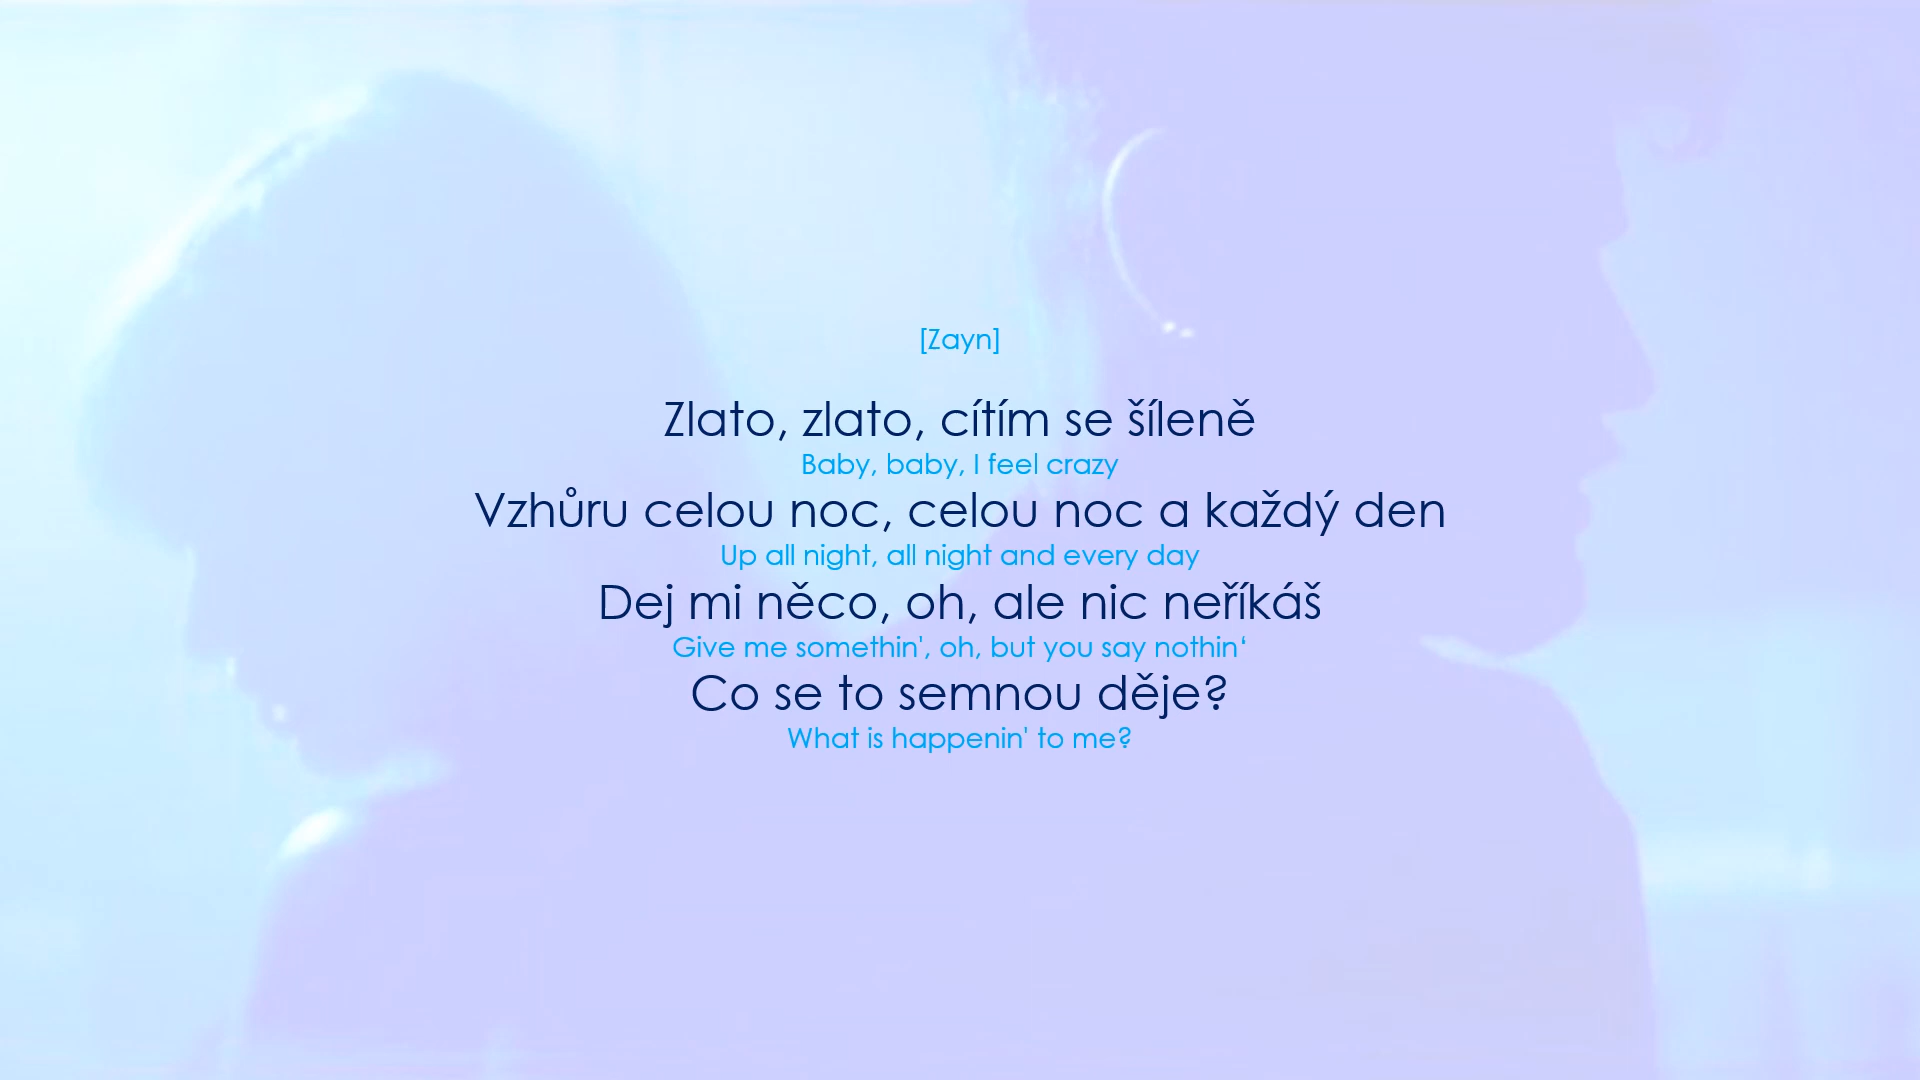 [Zayn]
Zlato, zlato, cítím se šíleně
Baby, baby, I feel crazy
Vzhůru celou noc, celou noc a každý den
Up all night, all night and every day
Dej mi něco, oh, ale nic neříkáš
Give me somethin', oh, but you say nothin‘
Co se to semnou děje?
What is happenin' to me?